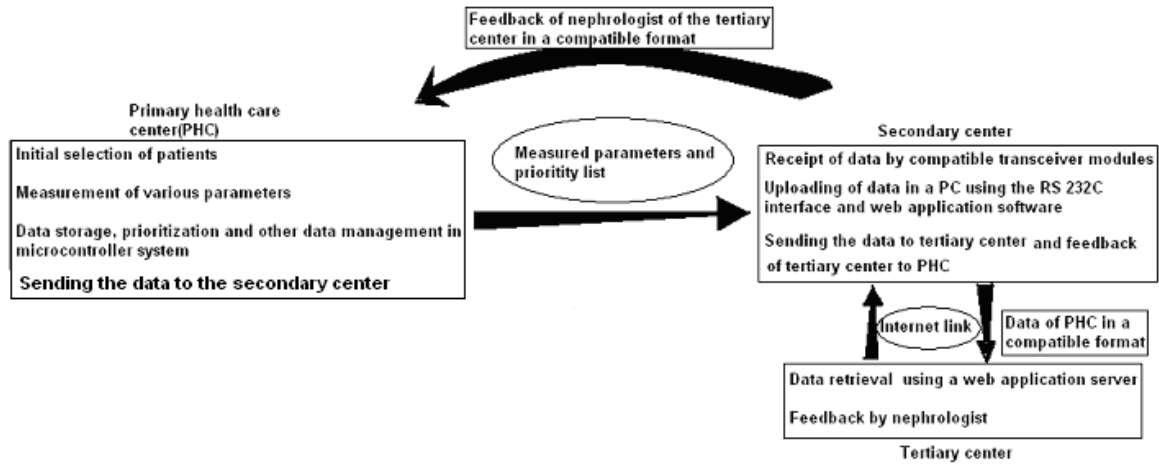 Feedback of nephrologist of the tertiary
center in a compatible format
Primary health care
center(PHC)
Initial selection of patients
Measurement of various parameters
Data storage, prioritization and other data management in
microcontroller system
Sending the data to the secondary center
Measured parameters and
prioritity list
Secondary center
Receipt of data by compatible transceiver modules
Uploading of data in a PC using the RS 232C
interface and web application software
Sending the data to tertiary center and feedback
of tertiary center to PHC
Internet link
Data of PHC in a
compatible format
Data retrieval using a web application server
Feedback by nephrologist
Tertiary center